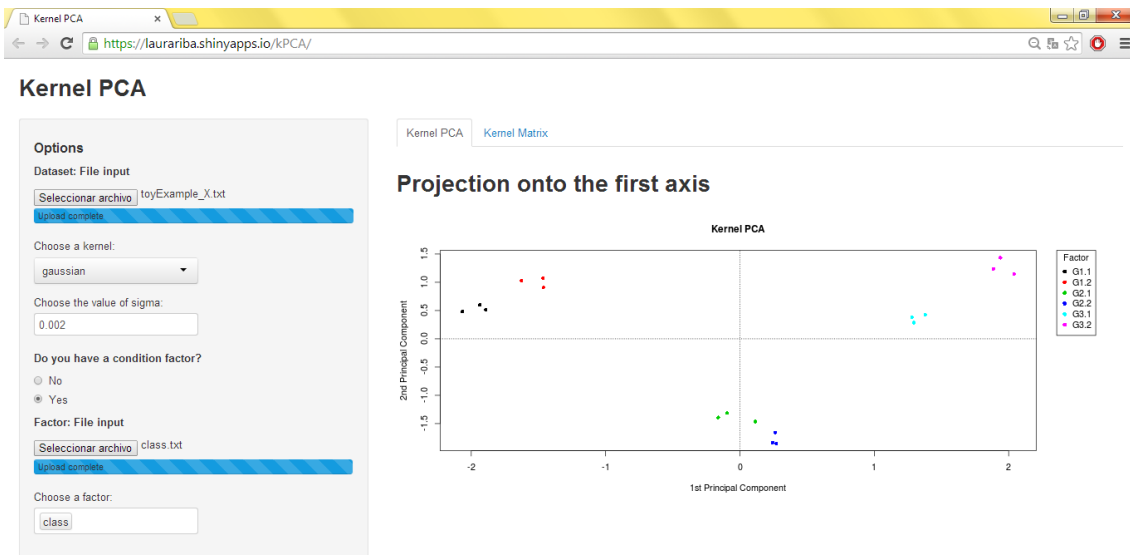 Kernel PCA
https://laurariba.shinyapps.io/kPCA/
Kernel PCA
Options
Dataset: File input
Seleccionar archivo toyExample_X.txt
Upload complete
Choose a kernel:
gaussian
Choose the value of sigma:
0.002
Do you have a condition factor?
No
Yes
Factor: File input
Seleccionar archivo class.txt
Upload complete
Choose a factor:
class
Kernel PCA Kernel Matrix
Projection onto the first axis
Kernel PCA
2nd Principal Component
1.5
1.0
0.5
0.0
-0.5
-1.0
-1.5
-2 -1 0 1 2
1st Principal Component
Factor
G1.1
G1.2
G2.1
G2.2
G3.1
G3.2